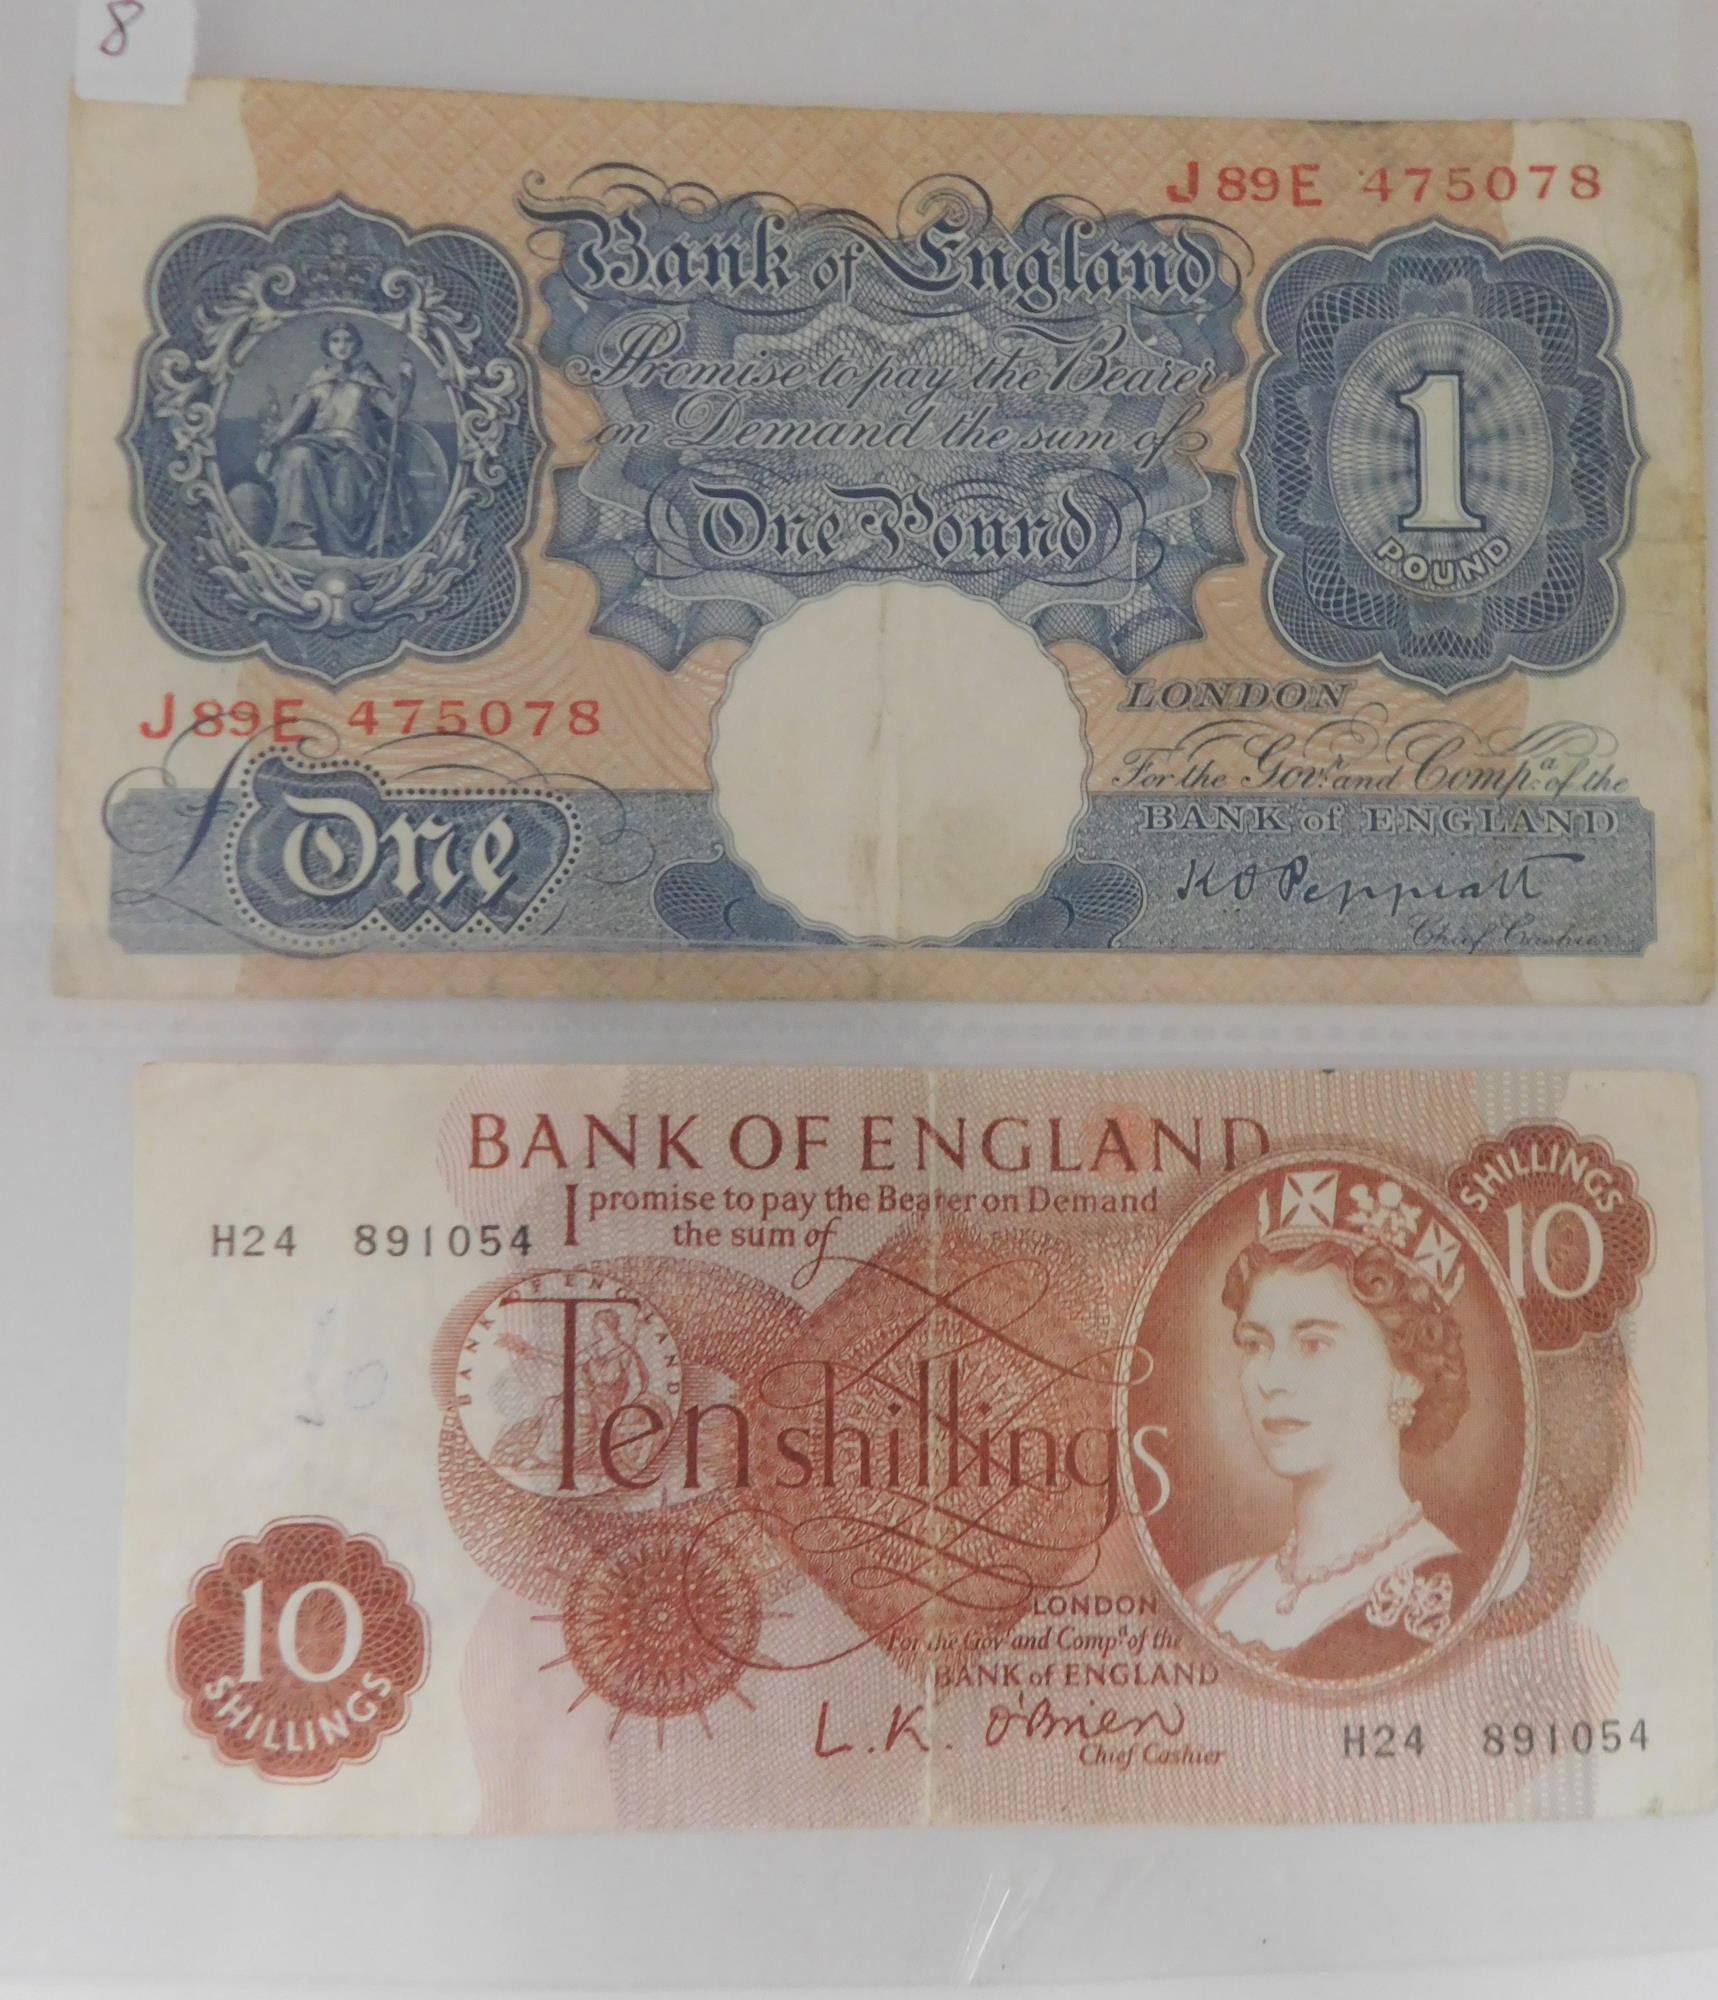 8
J89E 475078
Bank of England
Promise to pay the Bearer
on Demand the sum of
One Pound
1
POUND
J89E 475078
LONDON
For the Govr. and Compa. of the
BANK of ENGLAND
£ One
K O Peppiatt
Chief Cashier
BANK OF ENGLAND
I promise to pay the Bearer on Demand
the sum of
H24 891054
SHILLINGS
10
BANK OF ENGLAND
Ten shillings
10
SHILLINGS
LONDON
For the Govr. and Compa. of the
BANK of ENGLAND
L.K. O'Brien
Chief Cashier
H24 891054